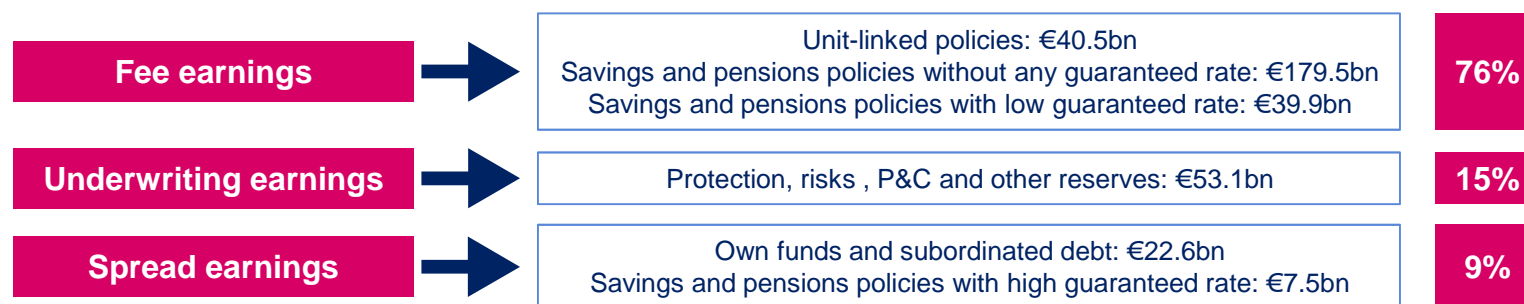 Fee earnings
Unit-linked policies: €40.5bn
Savings and pensions policies without any guaranteed rate: €179.5bn
Savings and pensions policies with low guaranteed rate: €39.9bn
76%
Underwriting earnings
Protection, risks , P&C and other reserves: €53.1bn
15%
Spread earnings
Own funds and subordinated debt: €22.6bn
Savings and pensions policies with high guaranteed rate: €7.5bn
9%